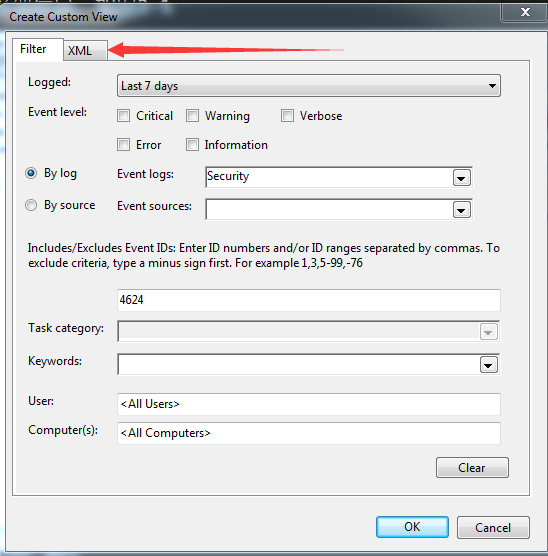 Create Custom View
Filter
XML
Logged:
Last 7 days
Event level:
Critical
Warning
Verbose
Error
Information
By log
Event logs:
Security
By source
Event sources:
Includes/Excludes Event IDs: Enter ID numbers and/or ID ranges separated by commas. To
exclude criteria, type a minus sign first. For example 1,3,5-99,-76
4624
Task category:
Keywords:
User:
<All Users>
Computer(s):
<All Computers>
Clear
OK
Cancel